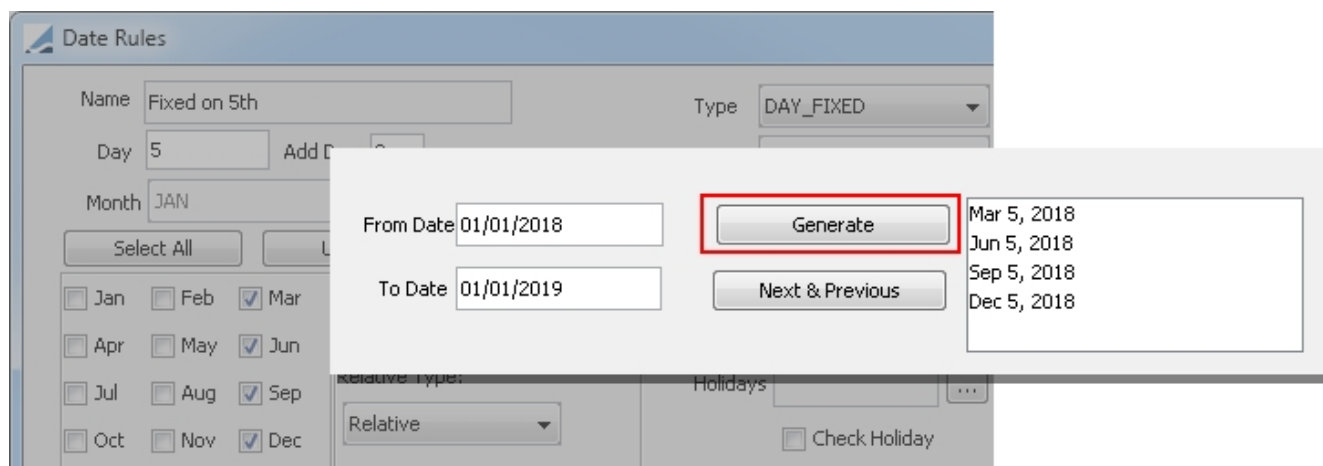 Date Rules
Name Fixed on 5th Type DAY_FIXED
Day 5 Add
Month JAN
From Date 01/01/2018 Generate
To Date 01/01/2019 Next & Previous
Mar 5, 2018
Jun 5, 2018
Sep 5, 2018
Dec 5, 2018
Select All
Jan Feb Mar
Apr May Jun
Jul Aug Sep
Oct Nov Dec
Relative Type:
Relative
Holidays ...
Check Holiday